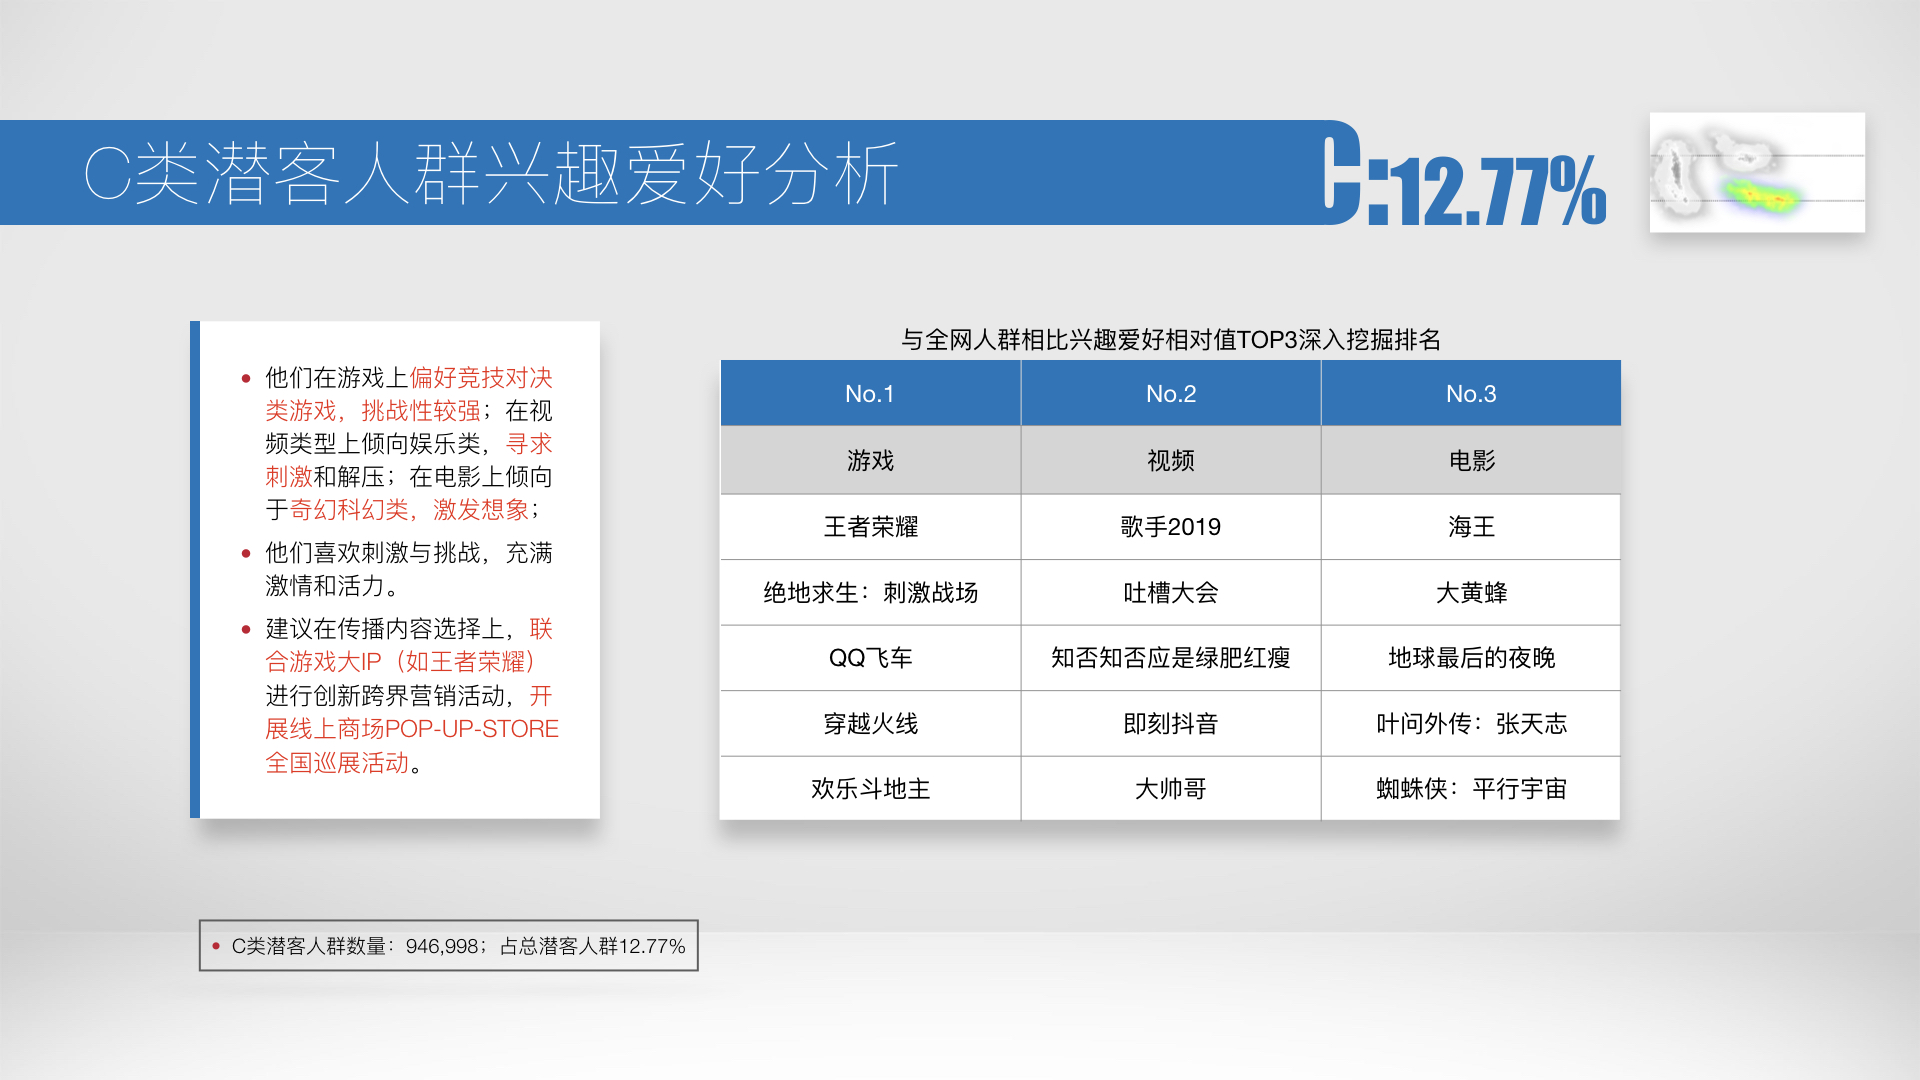 C类潜客人群兴趣爱好分析
C:12.77%
他们在游戏上偏好竞技对决
类游戏，挑战性较强；在视
频类型上倾向娱乐类，寻求
刺激和解压；在电影上倾向
于奇幻科幻类，激发想象；
他们喜欢刺激与挑战，充满
激情和活力。
建议在传播内容选择上，联
合游戏大IP（如王者荣耀）
进行创新跨界营销活动，开
展线上商场POP-UP-STORE
全国巡展活动。
与全网人群相比兴趣爱好相对值TOP3深入挖掘排名
No.1 No.2 No.3
游戏 视频 电影
王者荣耀 歌手2019 海王
绝地求生：刺激战场 吐槽大会 大黄蜂
QQ飞车 知否知否应是绿肥红瘦 地球最后的夜晚
穿越火线 即刻抖音 叶问外传：张天志
欢乐斗地主 大帅哥 蜘蛛侠：平行宇宙
C类潜客人群数量：946,998；占总潜客人群12.77%